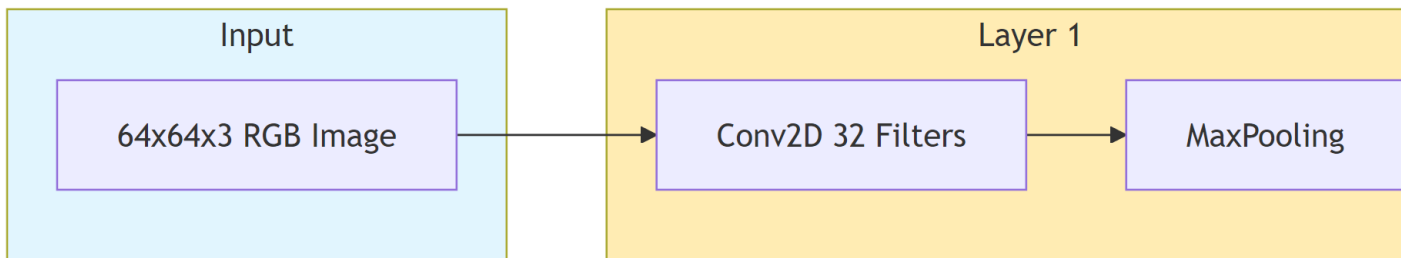 Input
64x64x3 RGB Image
Layer 1
Conv2D 32 Filters
MaxPooling